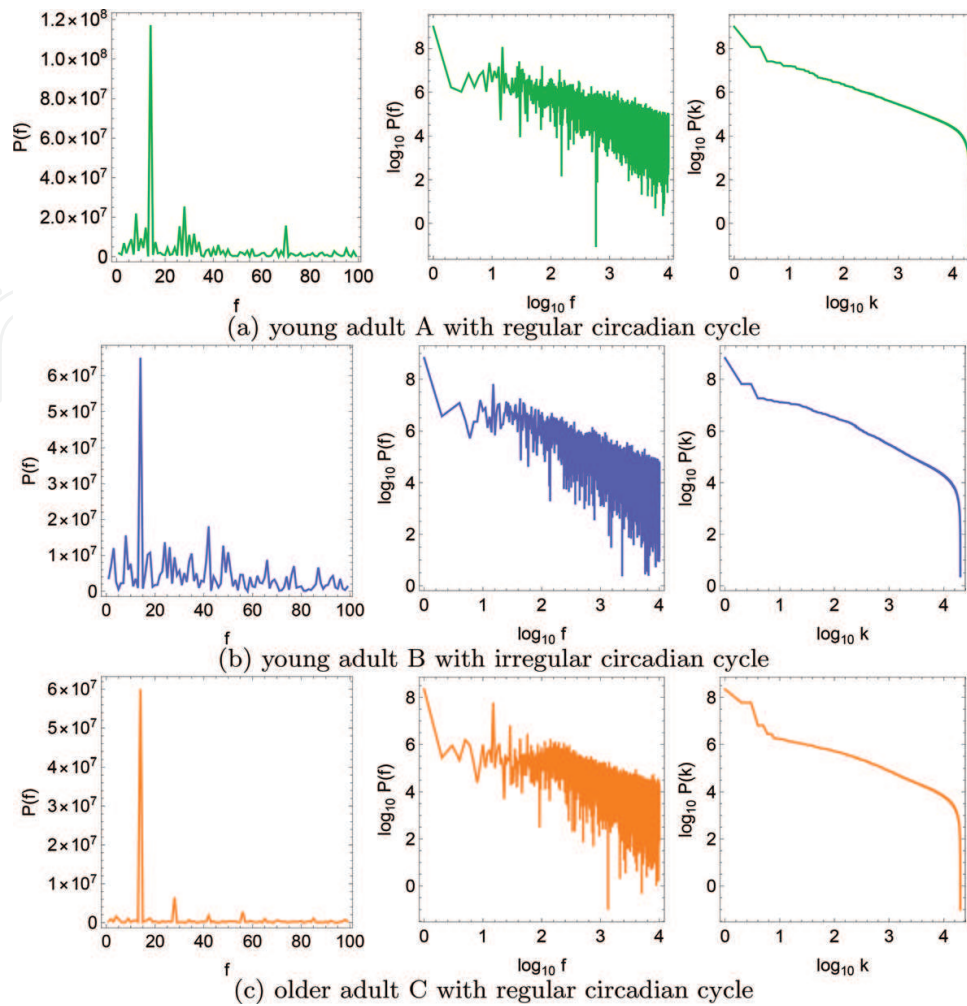 1.2×10⁸
1.0×10⁸
8.0×10⁷
6.0×10⁷
4.0×10⁷
2.0×10⁷
0
P(f)
0 20 40 60 80 100
f
8
6
4
2
0
log₁₀ P(f)
0 1 2 3 4
log₁₀ f
8
6
4
2
0
log₁₀ P(k)
0 1 2 3 4
log₁₀ k
(a) young adult A with regular circadian cycle
6×10⁷
5×10⁷
4×10⁷
3×10⁷
2×10⁷
1×10⁷
0
P(f)
0 20 40 60 80 100
f
8
6
4
2
0
log₁₀ P(f)
0 1 2 3 4
log₁₀ f
8
6
4
2
0
log₁₀ P(k)
0 1 2 3 4
log₁₀ k
(b) young adult B with irregular circadian cycle
6×10⁷
5×10⁷
4×10⁷
3×10⁷
2×10⁷
1×10⁷
0
P(f)
0 20 40 60 80 100
f
8
6
4
2
0
log₁₀ P(f)
0 1 2 3 4
log₁₀ f
8
6
4
2
0
log₁₀ P(k)
0 1 2 3 4
log₁₀ k
(c) older adult C with regular circadian cycle